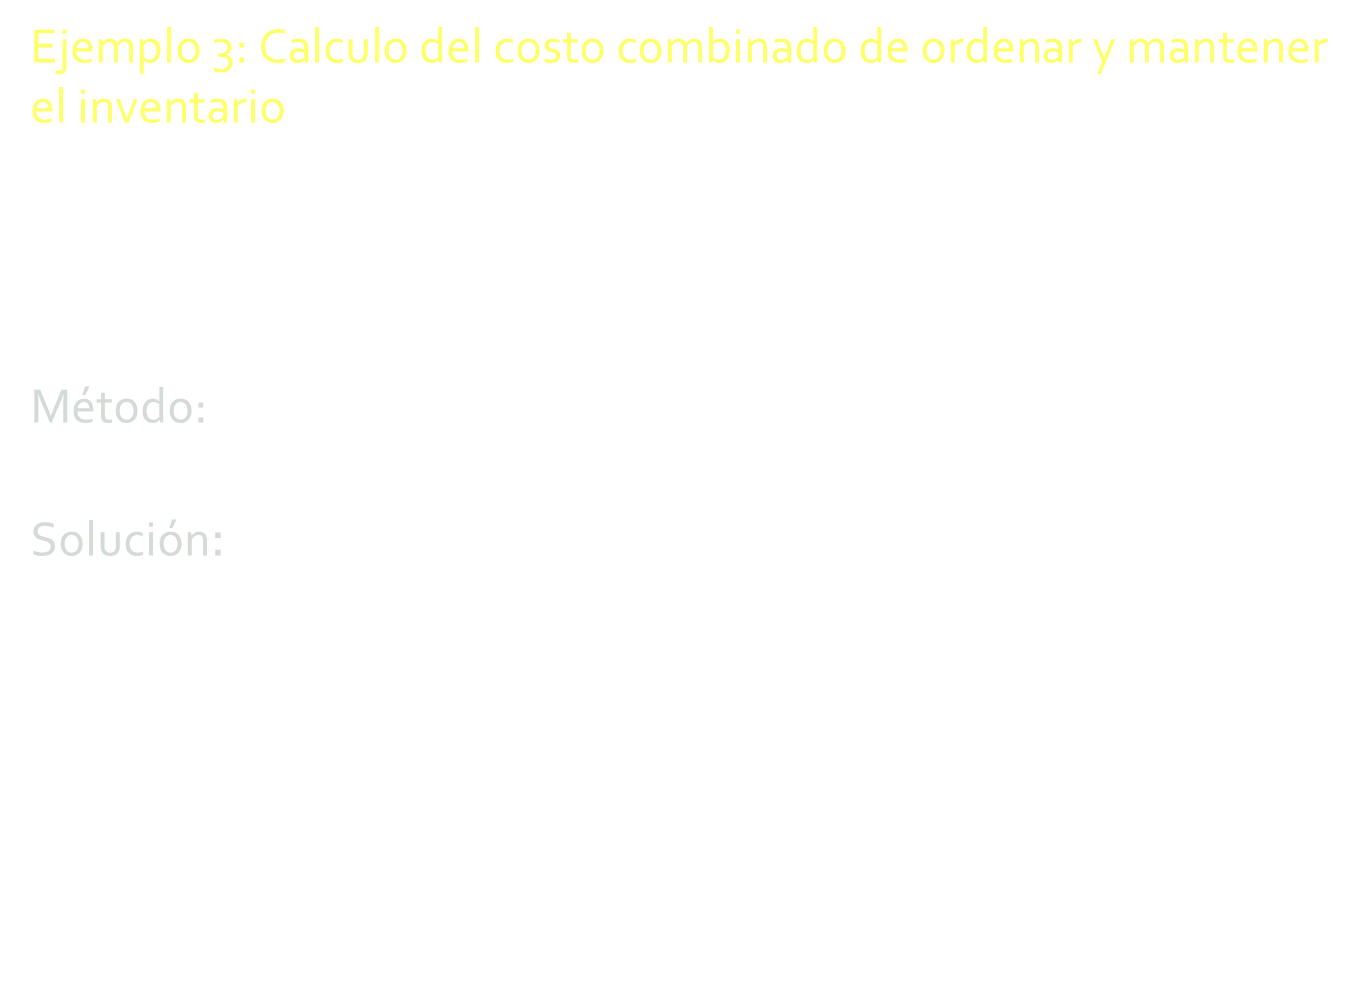 Ejemplo 3: Calculo del costo combinado de ordenar y mantener
el inventario
Método:
Solución: